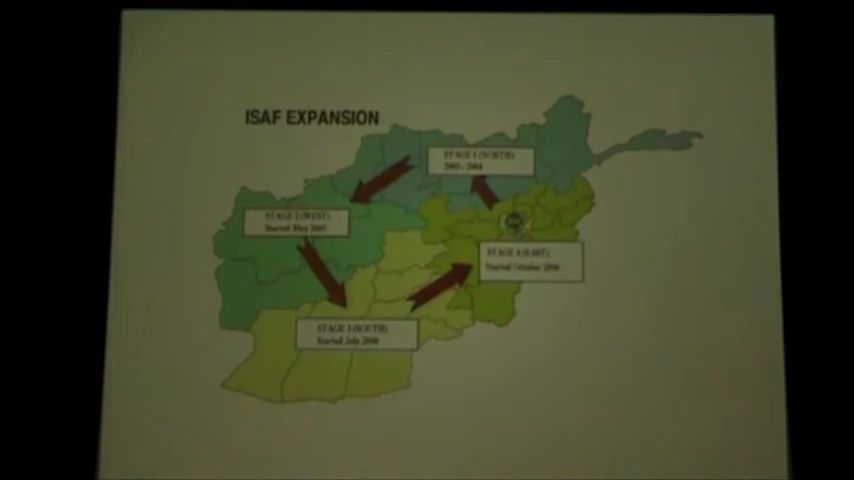 ISAF EXPANSION
STAGE 1 (NORTH)
2003 - 2004
STAGE 2 (WEST)
Started May 2005
STAGE 4 (EAST)
Started October 2006
STAGE 3 (SOUTH)
Started July 2006